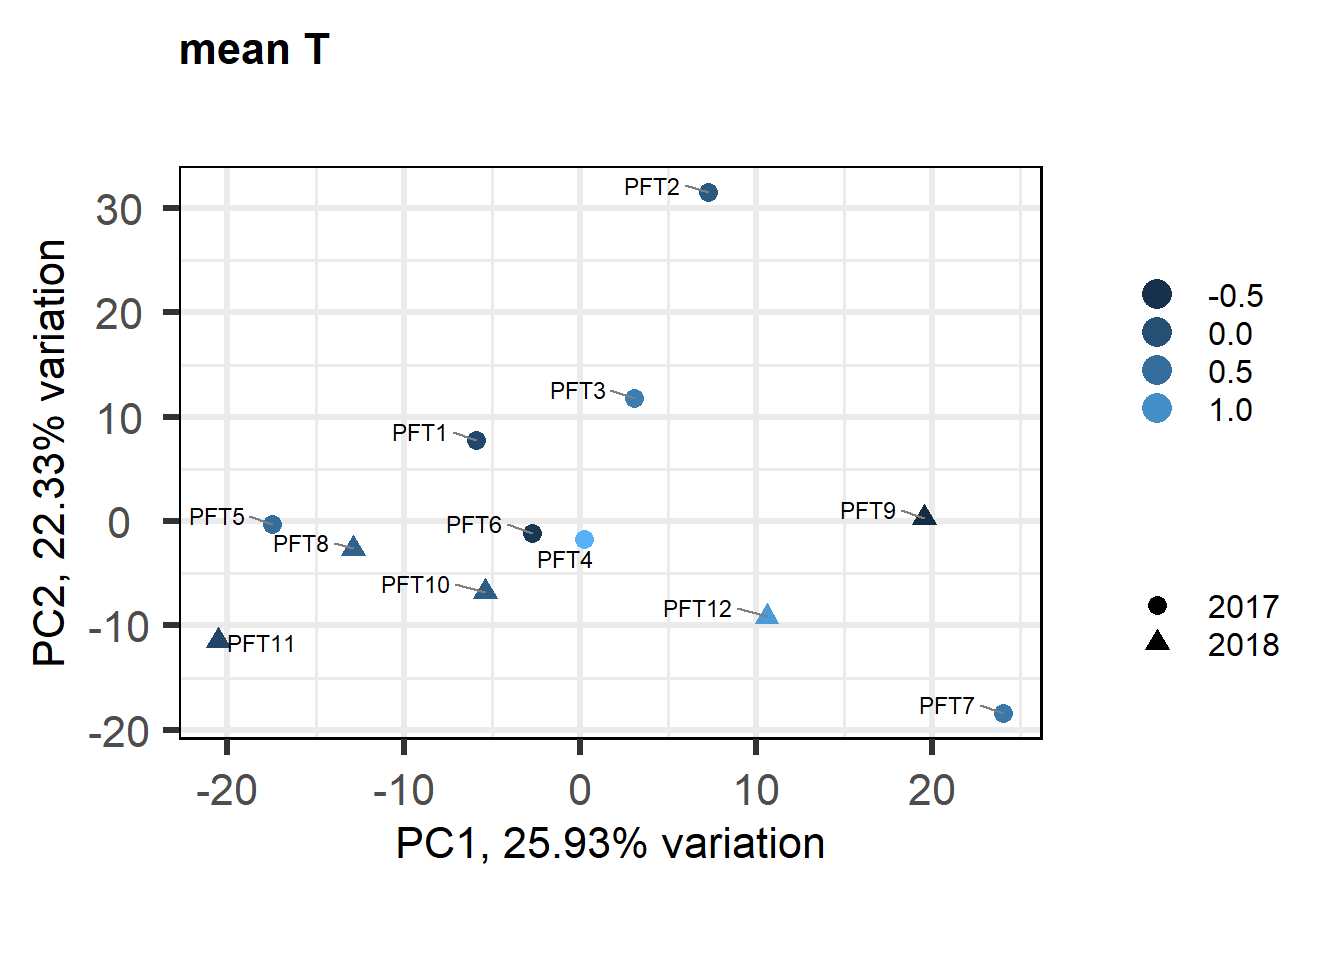 mean T
PC2, 22.33% variation
30
20
10
0
-10
-20
PFT2
PFT3
PFT1
PFT5
PFT6
PFT9
PFT8
PFT4
PFT10
PFT12
PFT11
PFT7
-20
-10
0
10
20
PC1, 25.93% variation
-0.5
0.0
0.5
1.0
2017
2018